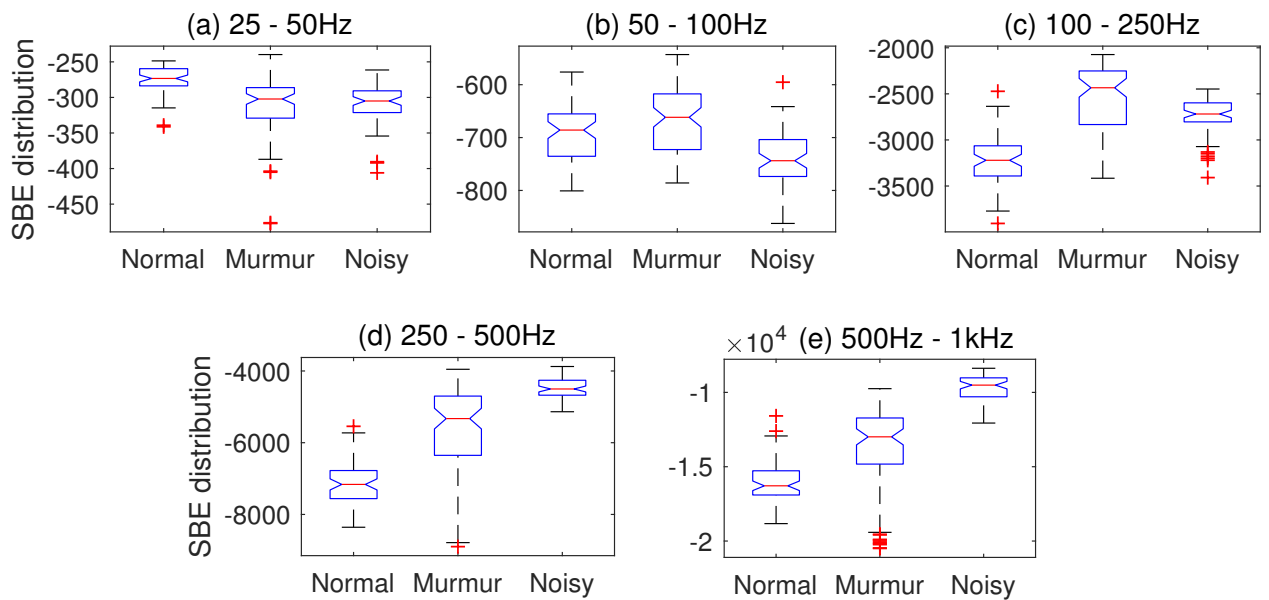 (a) 25 - 50Hz
(b) 50 - 100Hz
(c) 100 - 250Hz
SBE distribution
-250
-300
-350
-400
-450
Normal Murmur Noisy
-600
-700
-800
Normal Murmur Noisy
-2000
-2500
-3000
-3500
Normal Murmur Noisy
(d) 250 - 500Hz
×10⁴ (e) 500Hz - 1kHz
SBE distribution
-4000
-6000
-8000
Normal Murmur Noisy
-1
-1.5
-2
Normal Murmur Noisy